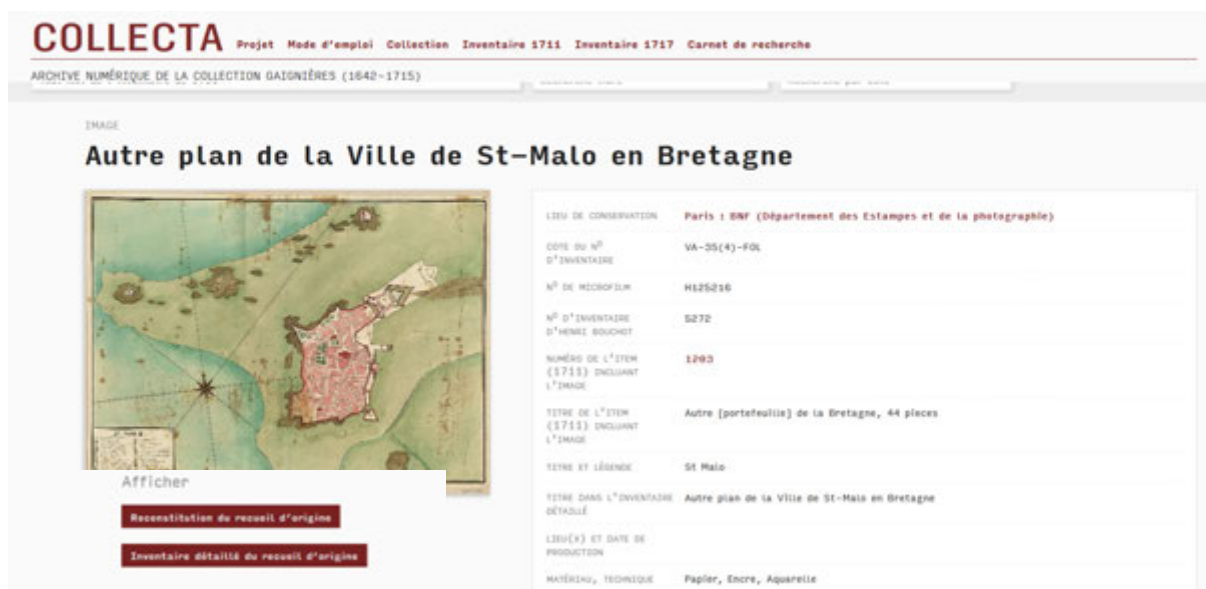 COLLECTA Projet Mode d'emploi Collection Inventaire 1711 Inventaire 1717 Carnet de recherche
ARCHIVE NUMÉRIQUE DE LA COLLECTION GAIGNIÈRES (1642-1715)
IMAGE
Autre plan de la Ville de St-Malo en Bretagne
LIEU DE CONSERVATION Paris : BNF (Département des Estampes et de la photographie)
COTE OU Nº
D'INVENTAIRE
VA-35(4)-FOL
Nº DE MICROFILM H125216
Nº D'INVENTAIRE
D'HENRI BOUCHOT
5272
NUMÉRO DE L'ITEM
(1711) INCLUANT
L'IMAGE
1203
TITRE DE L'ITEM
(1711) INCLUANT
L'IMAGE
Autre [portefeuille] de la Bretagne, 44 pieces
TITRE ET LÉGENDE St Malo
TITRE DANS L'INVENTAIRE
DÉTAILLÉ
Autre plan de la Ville de St-Malo en Bretagne
LIEU(X) ET DATE DE
PRODUCTION
MATÉRIAU, TECHNIQUE Papier, Encre, Aquarelle
Afficher
Reconstitution du recueil d'origine
Inventaire détaillé du recueil d'origine